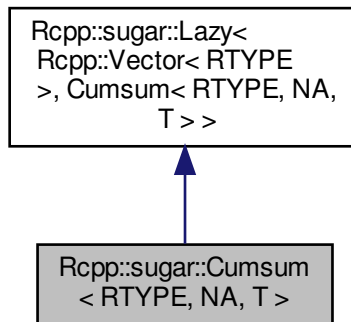 Rcpp::sugar::Lazy<
Rcpp::Vector< RTYPE
>, Cumsum< RTYPE, NA,
T > >
Rcpp::sugar::Cumsum
< RTYPE, NA, T >